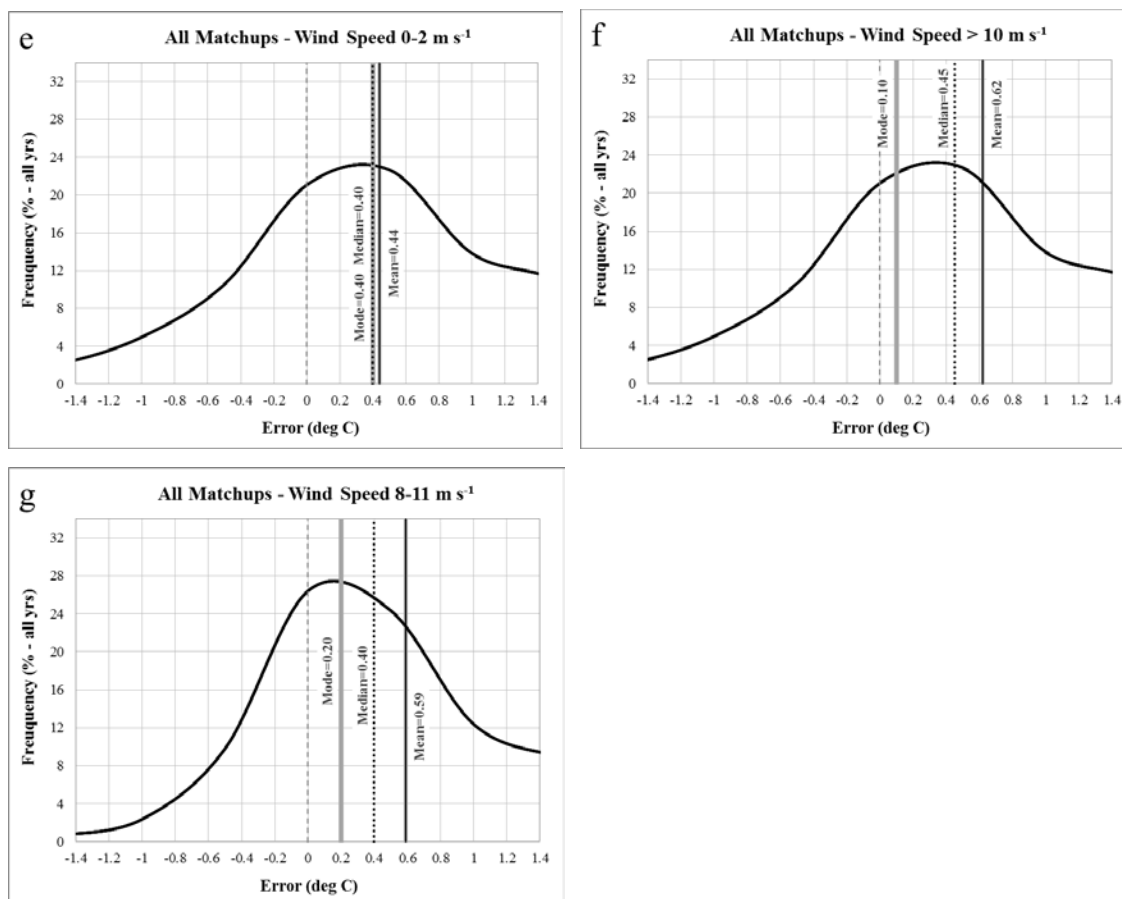 e
All Matchups - Wind Speed 0-2 m s⁻¹
Freuquency (% - all yrs)
32
28
24
20
16
12
8
4
0
Mode=0.40
Median=0.40
Mean=0.44
-1.4 -1.2 -1 -0.8 -0.6 -0.4 -0.2 0 0.2 0.4 0.6 0.8 1 1.2 1.4
Error (deg C)
f
All Matchups - Wind Speed > 10 m s⁻¹
Freuquency (% - all yrs)
32
28
24
20
16
12
8
4
0
Mode=0.10
Median=0.45
Mean=0.62
-1.4 -1.2 -1 -0.8 -0.6 -0.4 -0.2 0 0.2 0.4 0.6 0.8 1 1.2 1.4
Error (deg C)
g
All Matchups - Wind Speed 8-11 m s⁻¹
Freuquency (% - all yrs)
32
28
24
20
16
12
8
4
0
Mode=0.20
Median=0.40
Mean=0.59
-1.4 -1.2 -1 -0.8 -0.6 -0.4 -0.2 0 0.2 0.4 0.6 0.8 1 1.2 1.4
Error (deg C)